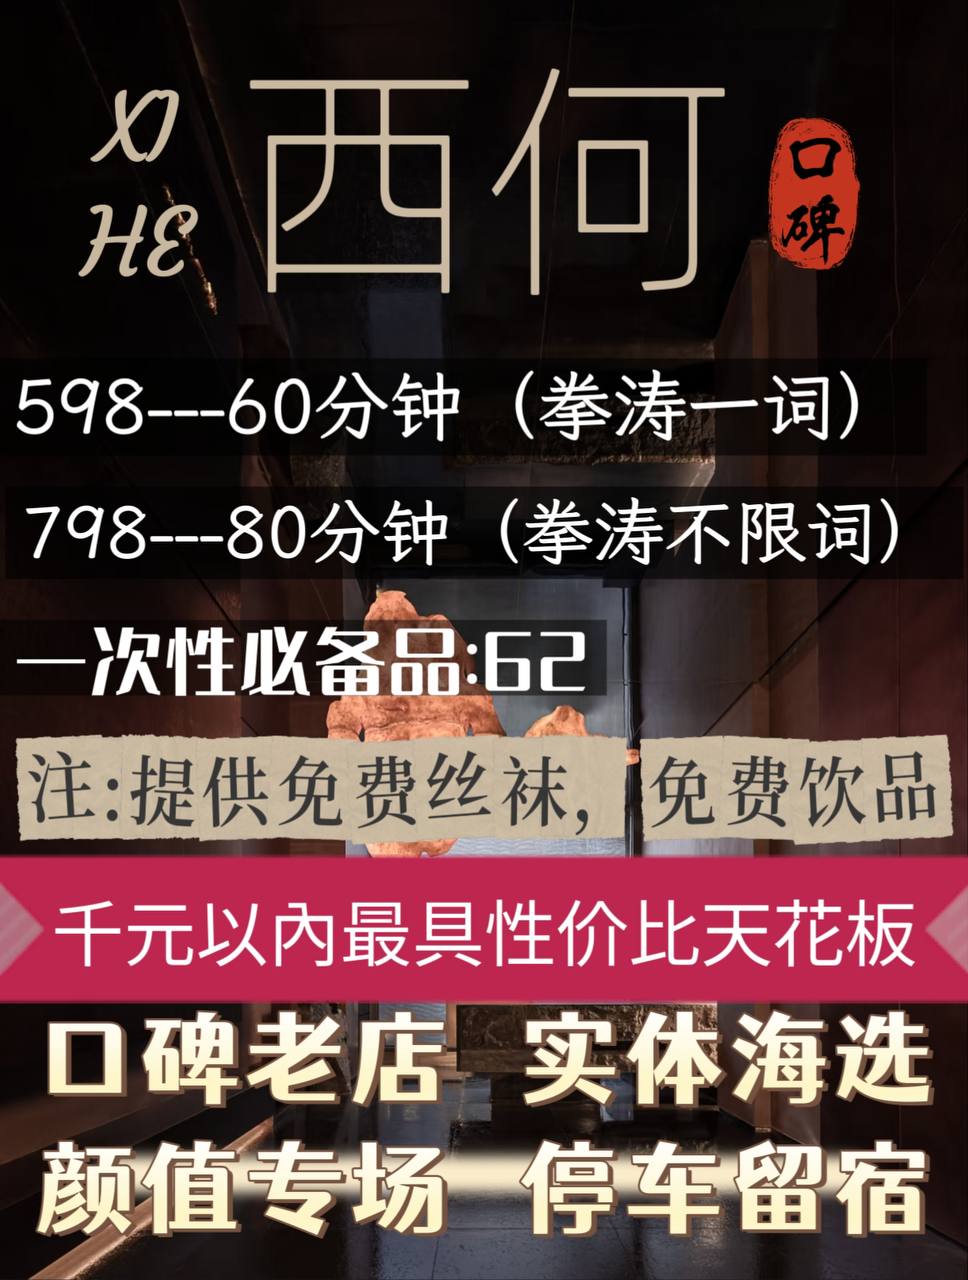 XI
HE
西何
口碑
598---60分钟（拳涛一词）
798---80分钟（拳涛不限词）
一次性必备品:62
注:提供免费丝袜，免费饮品
千元以內最具性价比天花板
口碑老店 实体海选
颜值专场 停车留宿